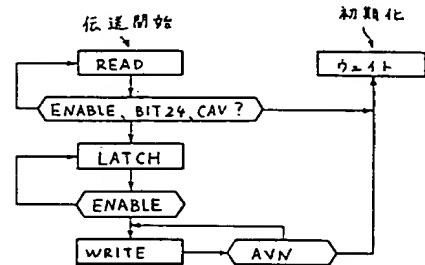 伝送開始
初期化
READ
ウェイト
ENABLE、BIT24、CAV?
LATCH
ENABLE
WRITE
AVN